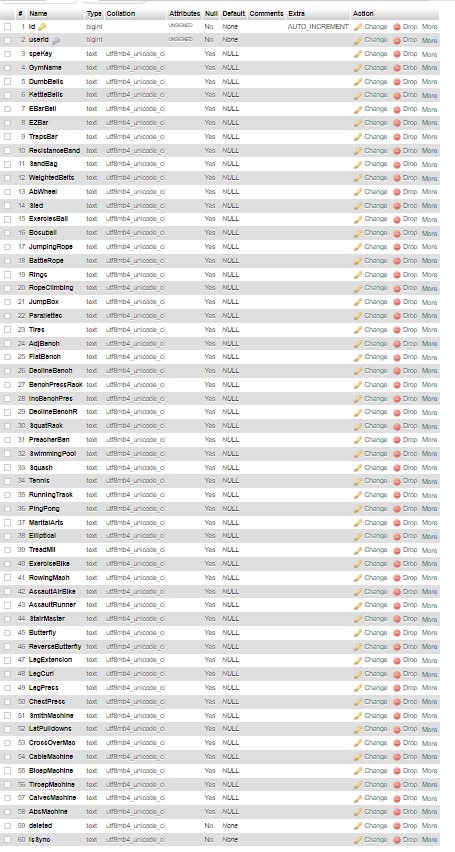 # Name Type Collation Attributes Null Default Comments Extra Action
1 id bigint UNSIGNED No None AUTO_INCREMENT Change Drop More
2 userId bigint UNSIGNED No None Change Drop More
3 speKey text utf8mb4_unicode_ci Yes NULL Change Drop More
4 GymName text utf8mb4_unicode_ci Yes NULL Change Drop More
5 DumbBells text utf8mb4_unicode_ci Yes NULL Change Drop More
6 KettleBells text utf8mb4_unicode_ci Yes NULL Change Drop More
7 EBarBell text utf8mb4_unicode_ci Yes NULL Change Drop More
8 EZBar text utf8mb4_unicode_ci Yes NULL Change Drop More
9 TrapsBar text utf8mb4_unicode_ci Yes NULL Change Drop More
10 ResistanceBand text utf8mb4_unicode_ci Yes NULL Change Drop More
11 SandBag text utf8mb4_unicode_ci Yes NULL Change Drop More
12 WeightedBelts text utf8mb4_unicode_ci Yes NULL Change Drop More
13 AbWheel text utf8mb4_unicode_ci Yes NULL Change Drop More
14 Sled text utf8mb4_unicode_ci Yes NULL Change Drop More
15 ExercicesBall text utf8mb4_unicode_ci Yes NULL Change Drop More
16 Bosuball text utf8mb4_unicode_ci Yes NULL Change Drop More
17 JumpingRope text utf8mb4_unicode_ci Yes NULL Change Drop More
18 BattleRope text utf8mb4_unicode_ci Yes NULL Change Drop More
19 Rings text utf8mb4_unicode_ci Yes NULL Change Drop More
20 RopeClimbing text utf8mb4_unicode_ci Yes NULL Change Drop More
21 JumpBox text utf8mb4_unicode_ci Yes NULL Change Drop More
22 Parallettes text utf8mb4_unicode_ci Yes NULL Change Drop More
23 Tires text utf8mb4_unicode_ci Yes NULL Change Drop More
24 AdjBench text utf8mb4_unicode_ci Yes NULL Change Drop More
25 FlatBench text utf8mb4_unicode_ci Yes NULL Change Drop More
26 DeclineBench text utf8mb4_unicode_ci Yes NULL Change Drop More
27 BenchPressRack text utf8mb4_unicode_ci Yes NULL Change Drop More
28 IncBenchPres text utf8mb4_unicode_ci Yes NULL Change Drop More
29 DeclineBenchR text utf8mb4_unicode_ci Yes NULL Change Drop More
30 SquatRack text utf8mb4_unicode_ci Yes NULL Change Drop More
31 PreacherBen text utf8mb4_unicode_ci Yes NULL Change Drop More
32 SwimmingPool text utf8mb4_unicode_ci Yes NULL Change Drop More
33 Squash text utf8mb4_unicode_ci Yes NULL Change Drop More
34 Tennis text utf8mb4_unicode_ci Yes NULL Change Drop More
35 RunningTrack text utf8mb4_unicode_ci Yes NULL Change Drop More
36 PingPong text utf8mb4_unicode_ci Yes NULL Change Drop More
37 MaritalArts text utf8mb4_unicode_ci Yes NULL Change Drop More
38 Elliptical text utf8mb4_unicode_ci Yes NULL Change Drop More
39 TreadMil text utf8mb4_unicode_ci Yes NULL Change Drop More
40 ExerciseBike text utf8mb4_unicode_ci Yes NULL Change Drop More
41 RowingMach text utf8mb4_unicode_ci Yes NULL Change Drop More
42 AssaultAirBike text utf8mb4_unicode_ci Yes NULL Change Drop More
43 AssaultRunner text utf8mb4_unicode_ci Yes NULL Change Drop More
44 StairMaster text utf8mb4_unicode_ci Yes NULL Change Drop More
45 Butterfly text utf8mb4_unicode_ci Yes NULL Change Drop More
46 ReverseButterfly text utf8mb4_unicode_ci Yes NULL Change Drop More
47 LegExtension text utf8mb4_unicode_ci Yes NULL Change Drop More
48 LegCurl text utf8mb4_unicode_ci Yes NULL Change Drop More
49 LegPress text utf8mb4_unicode_ci Yes NULL Change Drop More
50 ChestPress text utf8mb4_unicode_ci Yes NULL Change Drop More
51 SmithMachine text utf8mb4_unicode_ci Yes NULL Change Drop More
52 LatPulldowns text utf8mb4_unicode_ci Yes NULL Change Drop More
53 CrossOverMac text utf8mb4_unicode_ci Yes NULL Change Drop More
54 CableMachine text utf8mb4_unicode_ci Yes NULL Change Drop More
55 BicepMachine text utf8mb4_unicode_ci Yes NULL Change Drop More
56 TircepMachine text utf8mb4_unicode_ci Yes NULL Change Drop More
57 CalvesMachine text utf8mb4_unicode_ci Yes NULL Change Drop More
58 AbsMachine text utf8mb4_unicode_ci Yes NULL Change Drop More
59 deleted text utf8mb4_unicode_ci No None Change Drop More
60 isSync text utf8mb4_unicode_ci No None Change Drop More